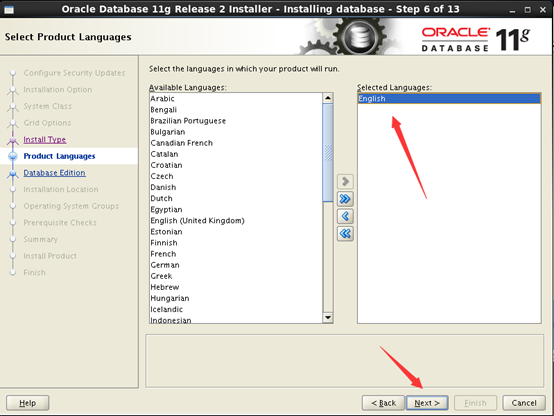 Oracle Database 11g Release 2 Installer - Installing database - Step 6 of 13
Select Product Languages
ORACLE
DATABASE 11g
Configure Security Updates
Installation Option
System Class
Grid Options
Install Type
Product Languages
Database Edition
Installation Location
Operating System Groups
Prerequisite Checks
Summary
Install Product
Finish
Select the languages in which your product will run.
Available Languages:
Arabic
Bengali
Brazilian Portuguese
Bulgarian
Canadian French
Catalan
Croatian
Czech
Danish
Dutch
Egyptian
English (United Kingdom)
Estonian
Finnish
French
German
Greek
Hebrew
Hungarian
Icelandic
Indonesian
Selected Languages:
English
Help
< Back
Next >
Finish
Cancel